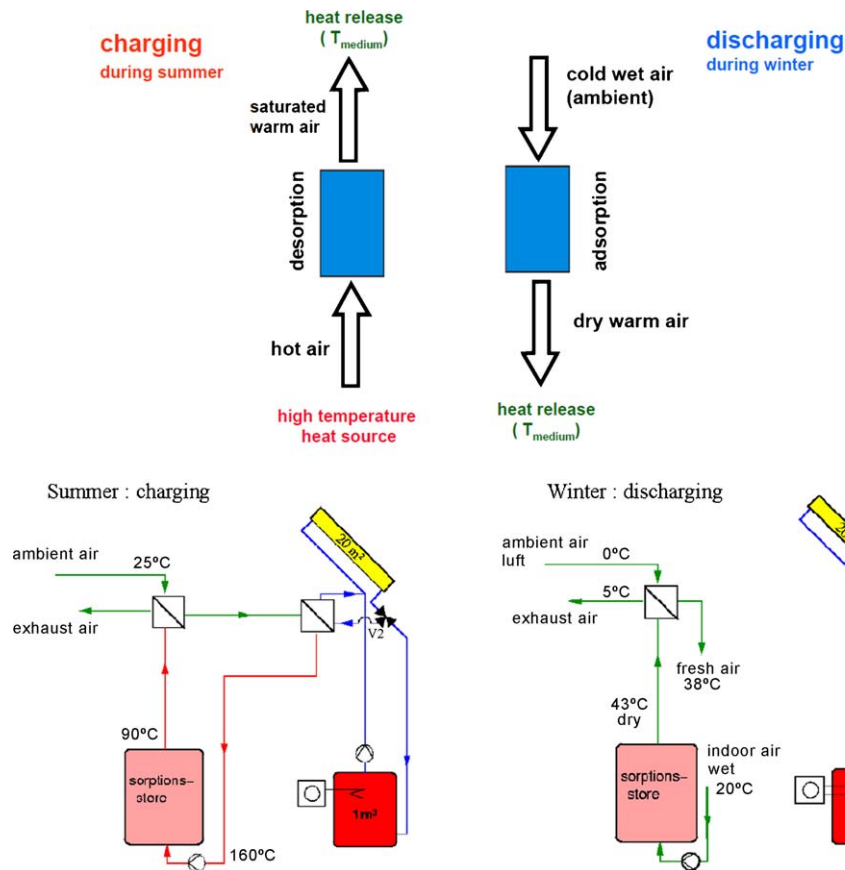 charging
during summer
heat release
( Tmedium)
saturated
warm air
desorption
hot air
high temperature
heat source
discharging
during winter
cold wet air
(ambient)
adsorption
dry warm air
heat release
( Tmedium)
Summer : charging
ambient air
25ºC
exhaust air
20 m²
V2
90ºC
sorptions–
store
160ºC
1m³
Winter : discharging
ambient air
luft
0ºC
5ºC
exhaust air
fresh air
38ºC
43ºC
dry
indoor air
wet
20ºC
sorptions–
store